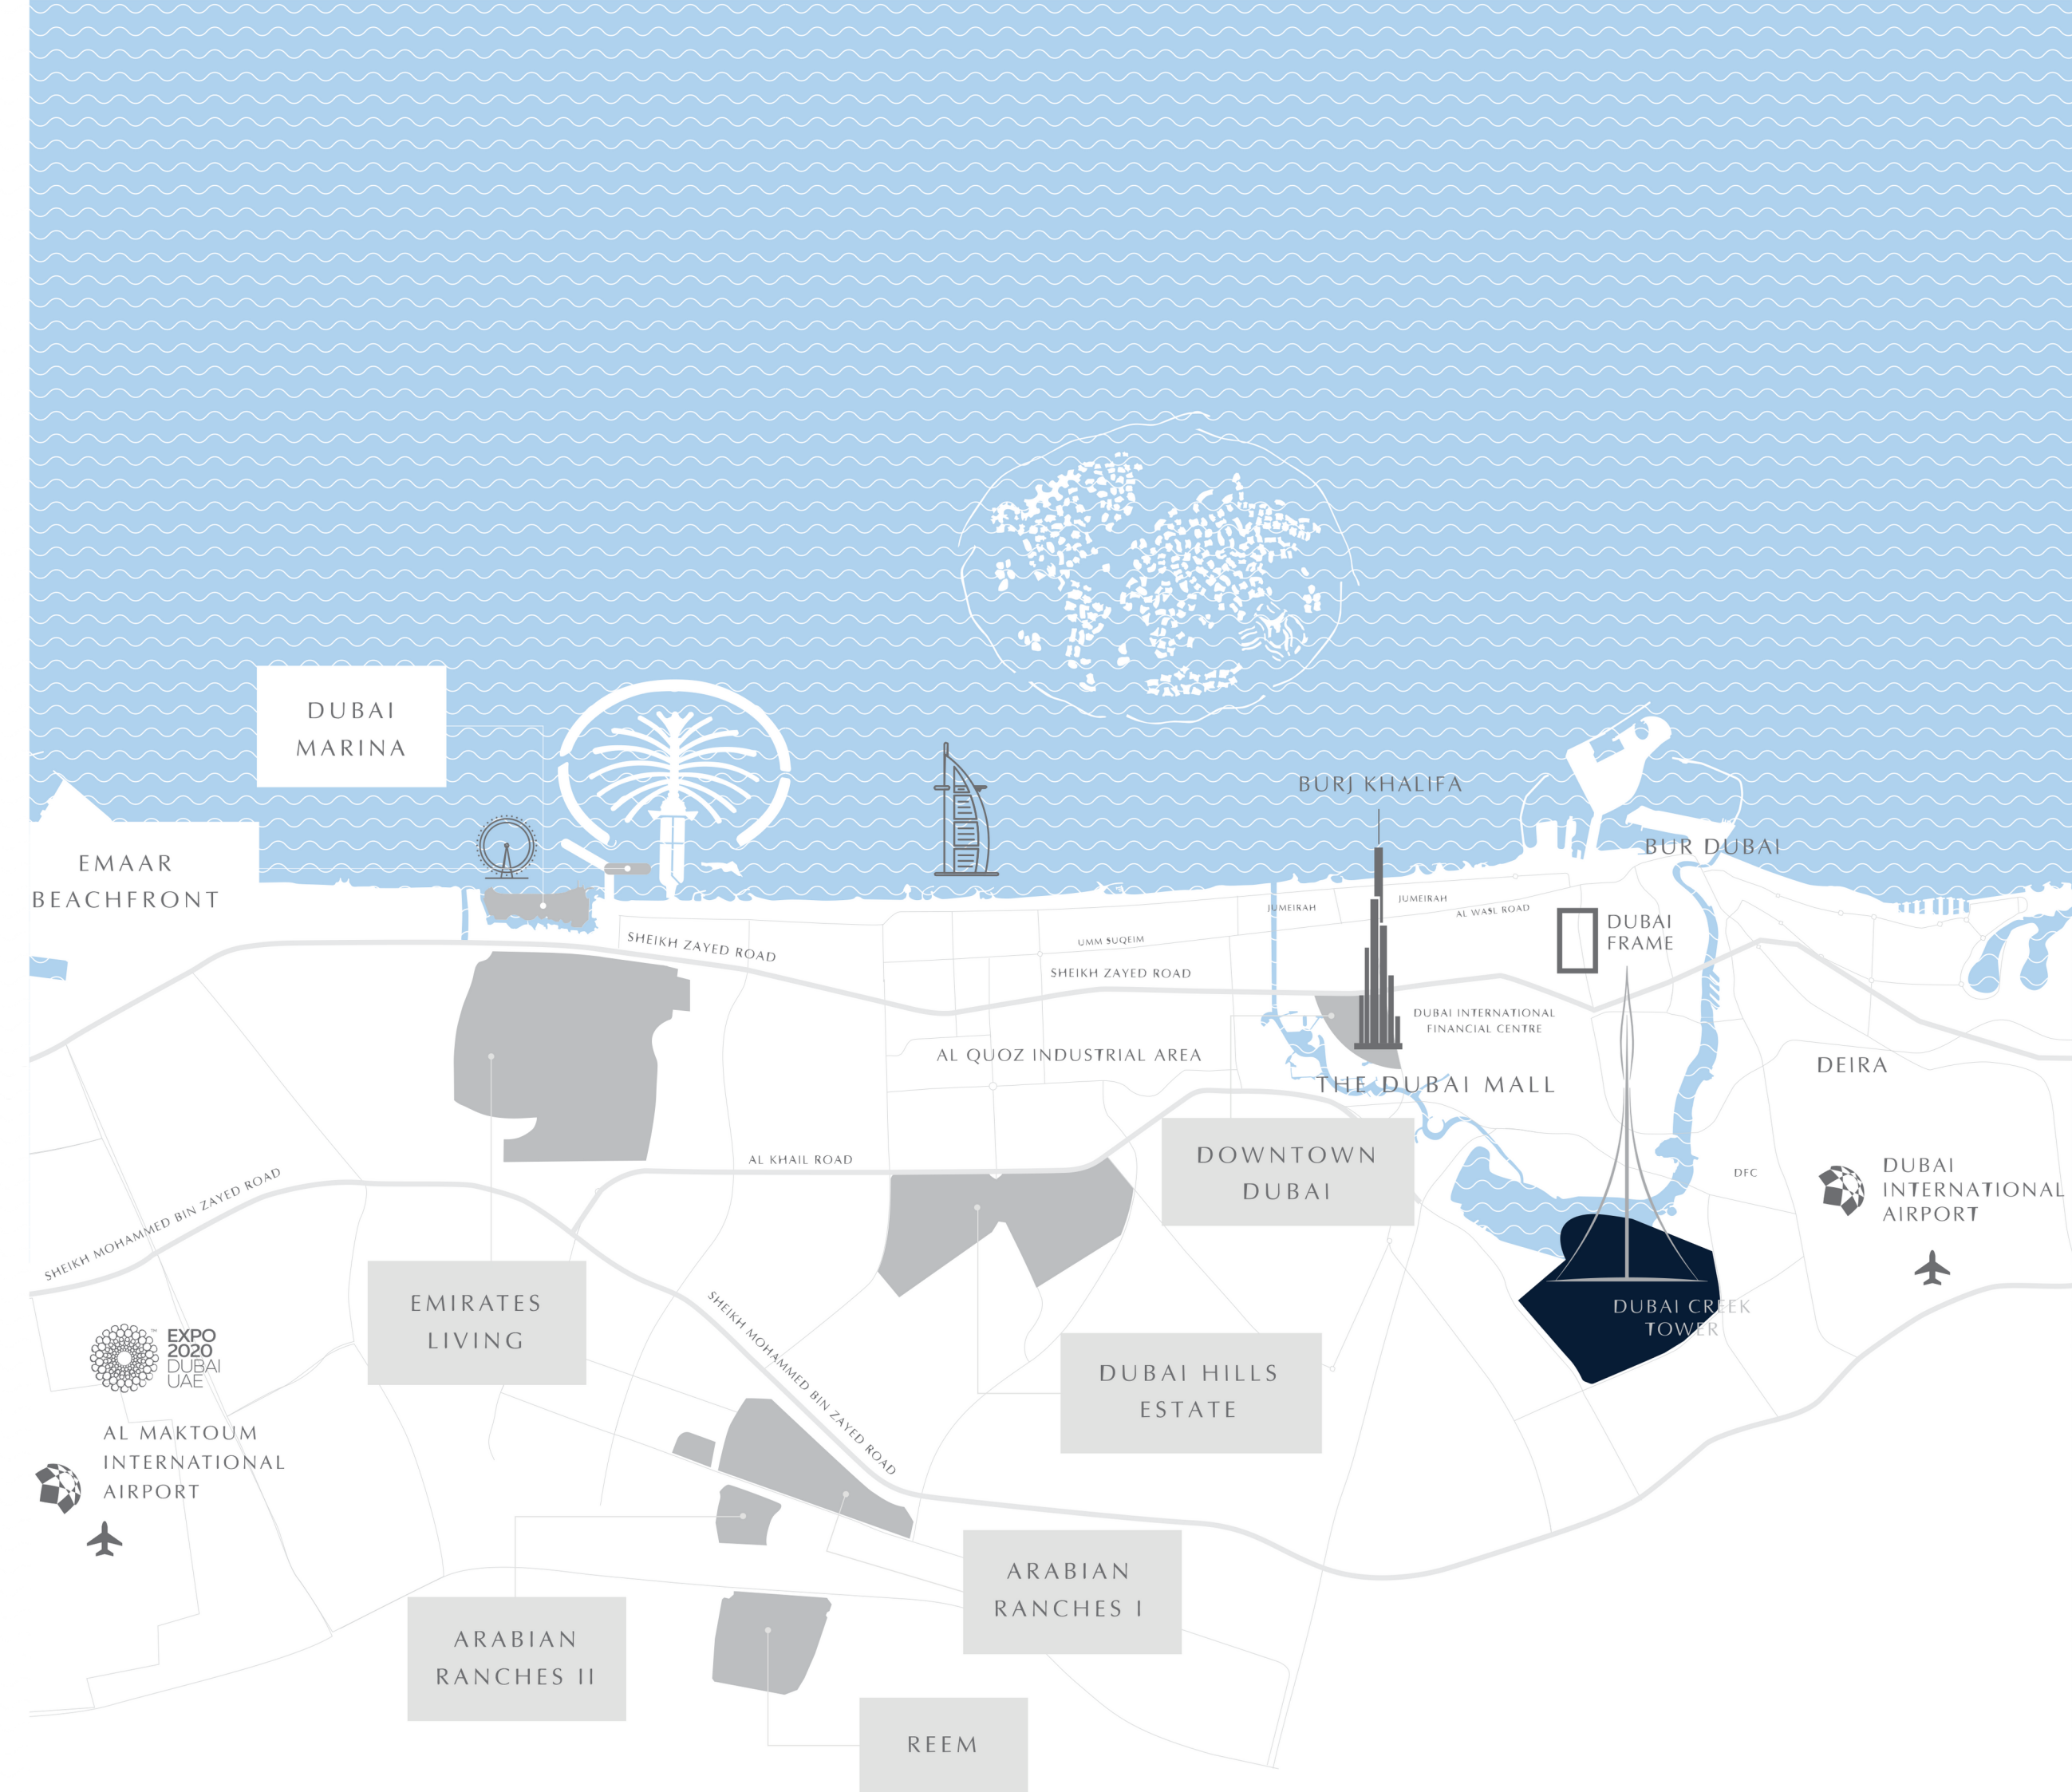 DUBAI
MARINA
BURJ KHALIFA
BUR DUBAI
EMAAR
BEACHFRONT
JUMEIRAH
JUMEIRAH
AL WASL ROAD
DUBAI
FRAME
SHEIKH ZAYED ROAD
UMM SUQEIM
SHEIKH ZAYED ROAD
DUBAI INTERNATIONAL
FINANCIAL CENTRE
AL QUOZ INDUSTRIAL AREA
DEIRA
THE DUBAI MALL
AL KHAIL ROAD
DOWNTOWN
DUBAI
DFC
DUBAI
INTERNATIONAL
AIRPORT
SHEIKH MOHAMMED BIN ZAYED ROAD
EMIRATES
LIVING
SHEIKH MOHAMMED BIN ZAYED ROAD
DUBAI CREEK
TOWER
EXPO
2020
DUBAI
UAE
™
DUBAI HILLS
ESTATE
AL MAKTOUM
INTERNATIONAL
AIRPORT
ARABIAN
RANCHES I
ARABIAN
RANCHES II
REEM